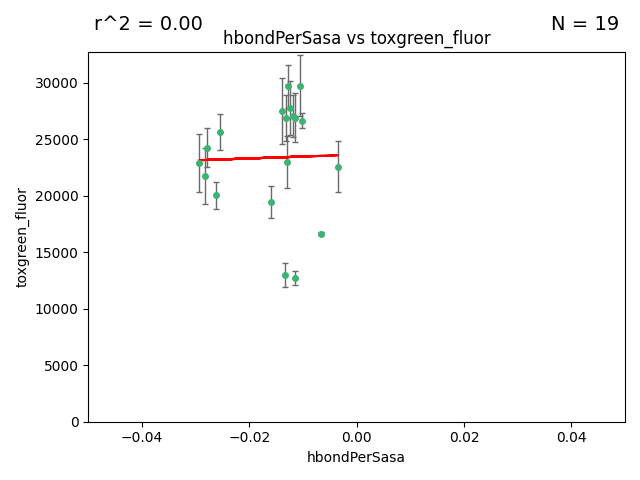 r^2 = 0.00
N = 19
hbondPerSasa vs toxgreen_fluor
30000
25000
20000
15000
10000
5000
0
toxgreen_fluor
−0.04
−0.02
0.00
0.02
0.04
hbondPerSasa